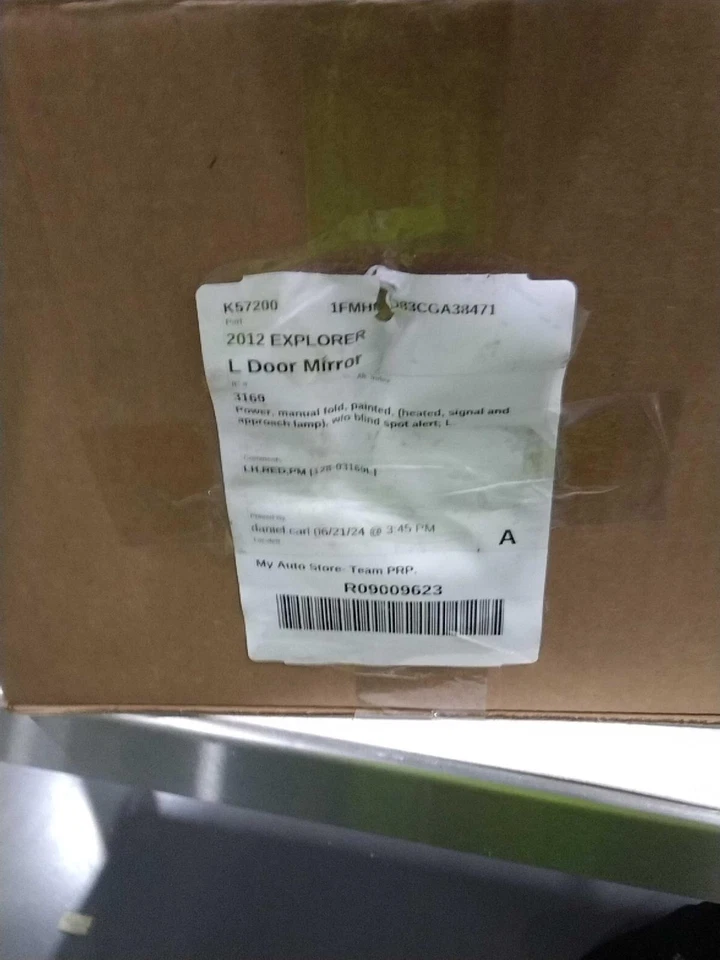 K57200
2012 EXPLORER
L Door Mirror
3169
Power, manual fold, painted, (heated, signal and
approach lamp), w/o blind spot alert; L
LH,RED,PM
daniel.carl 06/21/24 @ 3:45 PM
A
My Auto Store- Team PRP.
R09009623